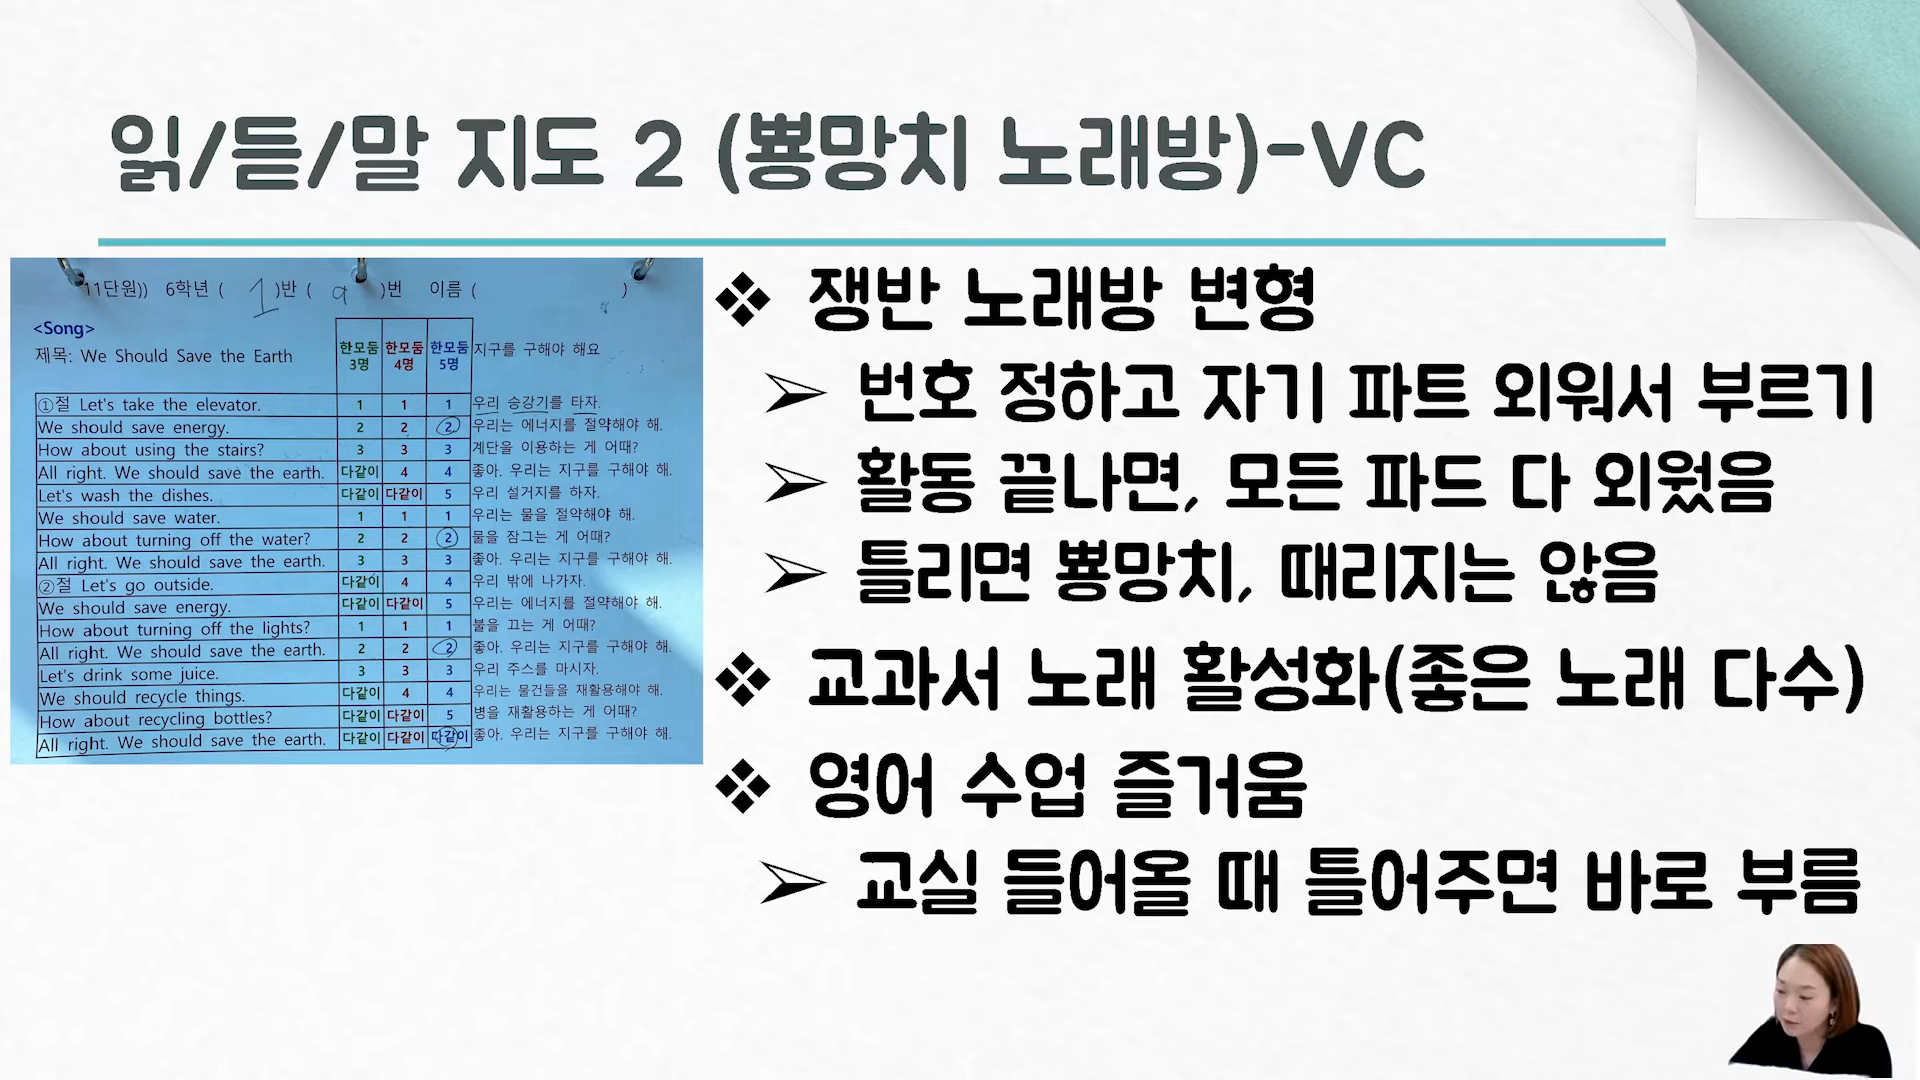 읽/듣/말 지도 2 (뿅망치 노래방)-VC
11단원)) 6학년 ( 1 )반 ( 9 )번 이름 ( )
<Song>
제목: We Should Save the Earth 한모둠 3명 한모둠 4명 한모둠 5명 지구를 구해야 해요
①절 Let's take the elevator. 1 1 1 우리 승강기를 타자.
We should save energy. 2 2 2 우리는 에너지를 절약해야 해.
How about using the stairs? 3 3 3 계단을 이용하는 게 어때?
All right. We should save the earth. 다같이 4 4 좋아. 우리는 지구를 구해야 해.
Let's wash the dishes. 다같이 다같이 5 우리 설거지를 하자.
We should save water. 1 1 1 우리는 물을 절약해야 해.
How about turning off the water? 2 2 2 물을 잠그는 게 어때?
All right. We should save the earth. 3 3 3 좋아. 우리는 지구를 구해야 해.
②절 Let's go outside. 다같이 4 4 우리 밖에 나가자.
We should save energy. 다같이 다같이 5 우리는 에너지를 절약해야 해.
How about turning off the lights? 1 1 1 불을 끄는 게 어때?
All right. We should save the earth. 2 2 2 좋아. 우리는 지구를 구해야 해.
Let's drink some juice. 3 3 3 우리 주스를 마시자.
We should recycle things. 다같이 4 4 우리는 물건들을 재활용해야 해.
How about recycling bottles? 다같이 다같이 5 병을 재활용하는 게 어때?
All right. We should save the earth. 다같이 다같이 다같이 좋아. 우리는 지구를 구해야 해.
❖ 쟁반 노래방 변형
➢ 번호 정하고 자기 파트 외워서 부르기
➢ 활동 끝나면, 모든 파드 다 외웠음
➢ 틀리면 뿅망치, 때리지는 않음
❖ 교과서 노래 활성화(좋은 노래 다수)
❖ 영어 수업 즐거움
➢ 교실 들어올 때 틀어주면 바로 부름